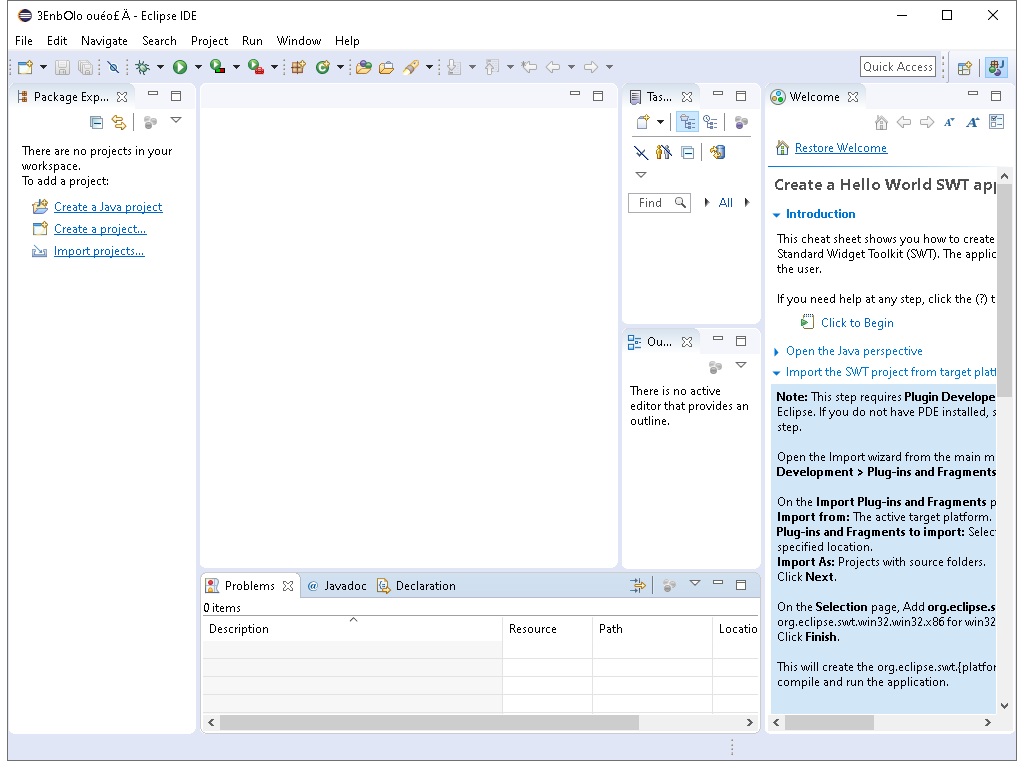 3EnbOlo ouéo£Ä - Eclipse IDE
File Edit Navigate Search Project Run Window Help
Quick Access
Package Exp...
There are no projects in your
workspace.
To add a project:
Create a Java project
Create a project...
Import projects...
Tas...
Find
All
Ou...
There is no active
editor that provides an
outline.
Problems @ Javadoc Declaration
0 items
Description Resource Path Locatio
Welcome
Restore Welcome
Create a Hello World SWT app
Introduction
This cheat sheet shows you how to create
Standard Widget Toolkit (SWT). The applic
the user.
If you need help at any step, click the (?) t
Click to Begin
Open the Java perspective
Import the SWT project from target platf
Note: This step requires Plugin Develope
Eclipse. If you do not have PDE installed, s
step.
Open the Import wizard from the main m
Development > Plug-ins and Fragments
On the Import Plug-ins and Fragments p
Import from: The active target platform.
Plug-ins and Fragments to import: Selec
specified location.
Import As: Projects with source folders.
Click Next.
On the Selection page, Add org.eclipse.s
org.eclipse.swt.win32.win32.x86 for win32
Click Finish.
This will create the org.eclipse.swt.{platfor
compile and run the application.